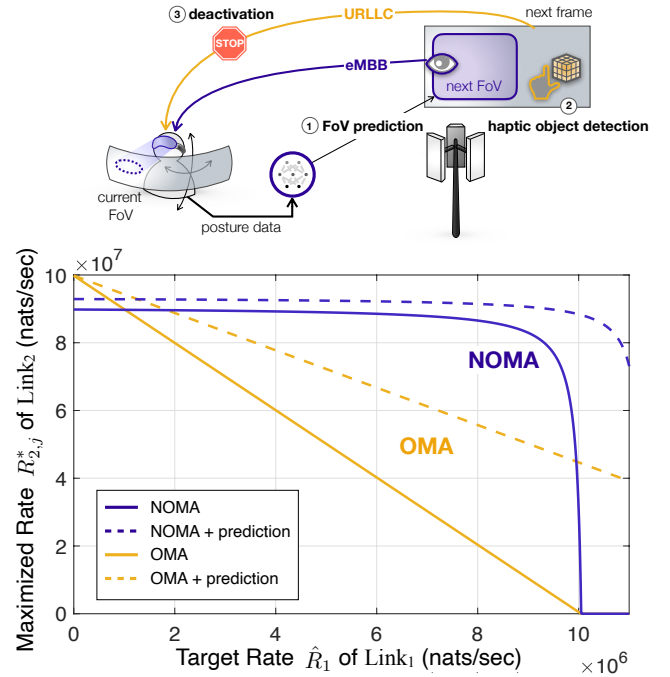 ③ deactivation
URLLC
next frame
STOP
eMBB
next FoV
①
FoV prediction
②
haptic object detection
current
FoV
posture data
× 10⁷
10
8
6
4
2
0
Maximized Rate R*₂,ⱼ of Link₂ (nats/sec)
NOMA
OMA
NOMA
NOMA + prediction
OMA
OMA + prediction
0 2 4 6 8 10
Target Rate R̂₁ of Link₁ (nats/sec)
× 10⁶